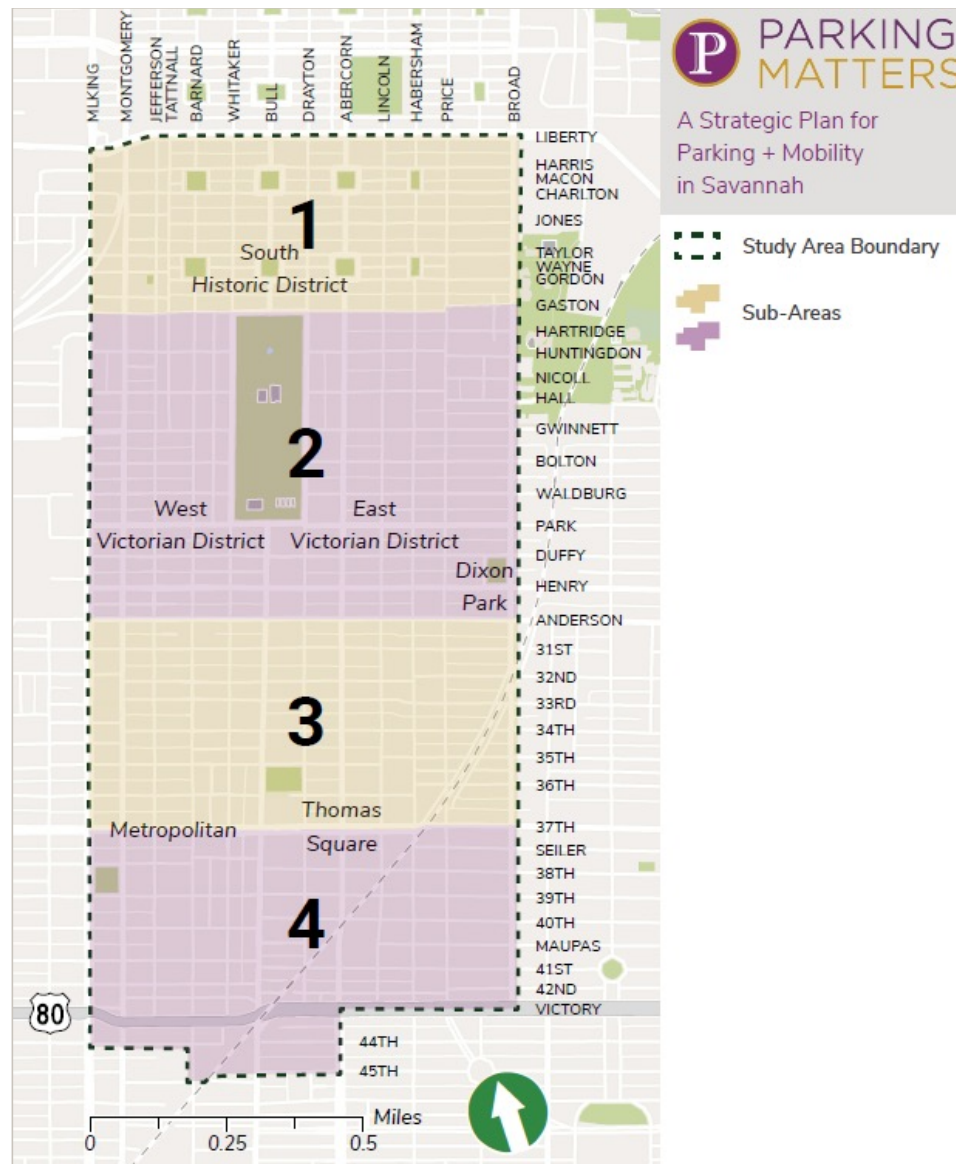 MLKING
MONTGOMERY
JEFFERSON
TATTNALL
BARNARD
WHITAKER
BULL
DRAYTON
ABERCORN
LINCOLN
HABERSHAM
PRICE
BROAD
P
PARKING
MATTERS
A Strategic Plan for
Parking + Mobility
in Savannah
Study Area Boundary
Sub-Areas
LIBERTY
HARRIS
MACON
CHARLTON
JONES
TAYLOR
WAYNE
GORDON
GASTON
HARTRIDGE
HUNTINGDON
NICOLL
HALL
GWINNETT
BOLTON
WALDBURG
PARK
DUFFY
HENRY
ANDERSON
31ST
32ND
33RD
34TH
35TH
36TH
37TH
SEILER
38TH
39TH
40TH
MAUPAS
41ST
42ND
VICTORY
44TH
45TH
1
South
Historic District
2
West
Victorian District
East
Victorian District
Dixon
Park
3
Thomas
Square
Metropolitan
4
80
Miles
0
0.25
0.5